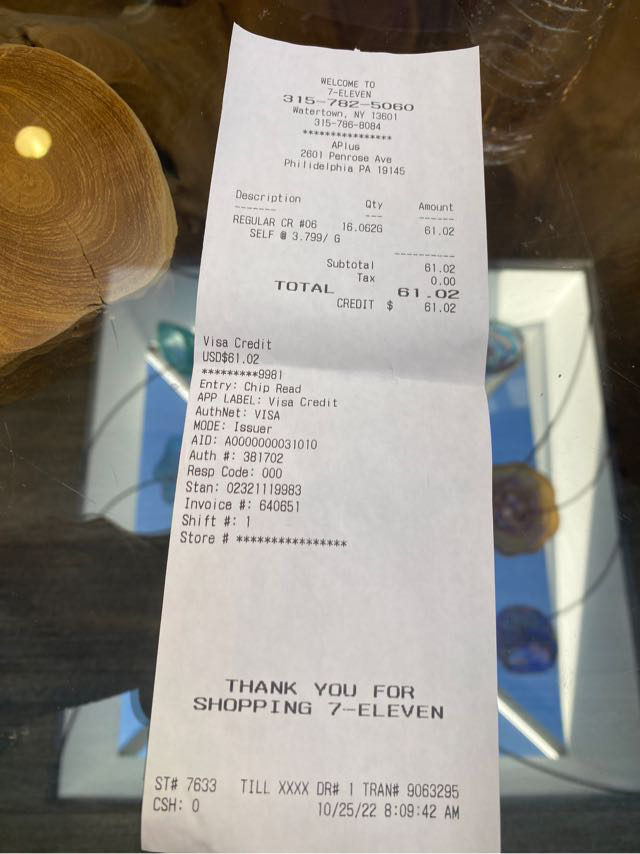 WELCOME TO
7-ELEVEN
315-782-5060
Watertown, NY 13601
315-786-8084
****************
APlus
2601 Penrose Ave
Philidelphia PA 19145
Description Qty Amount
------- --- ------
REGULAR CR #06 16.062G 61.02
SELF @ 3.799/ G
----------
Subtotal 61.02
Tax 0.00
TOTAL 61.02
CREDIT $ 61.02
Visa Credit
USD$61.02
*********9981
Entry: Chip Read
APP LABEL: Visa Credit
AuthNet: VISA
MODE: Issuer
AID: A0000000031010
Auth #: 381702
Resp Code: 000
Stan: 02321119983
Invoice #: 640651
Shift #: 1
Store # ****************
THANK YOU FOR
SHOPPING 7-ELEVEN
ST# 7633 TILL XXXX DR# 1 TRAN# 9063295
CSH: 0 10/25/22 8:09:42 AM